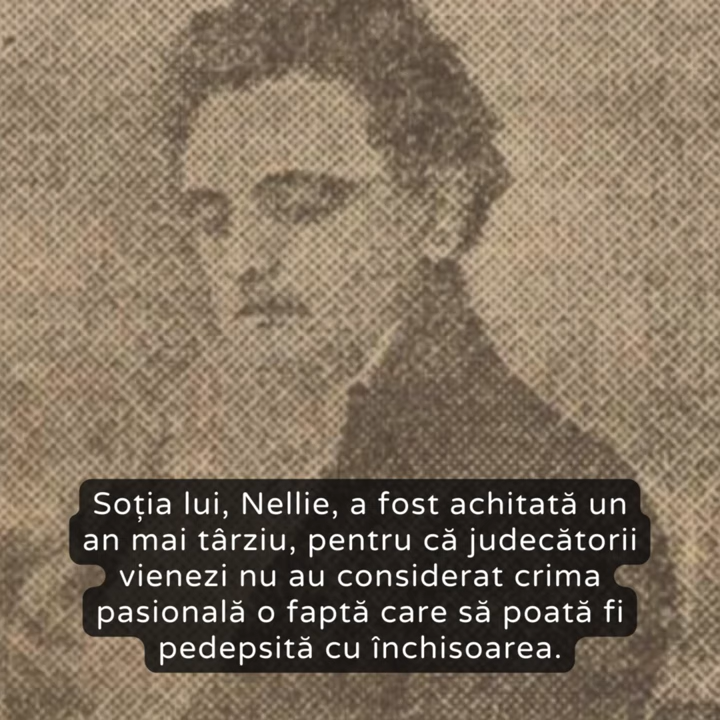 Soția lui, Nellie, a fost achitată un
an mai târziu, pentru că judecătorii
vienezi nu au considerat crima
pasională o faptă care să poată fi
pedepsită cu închisoarea.